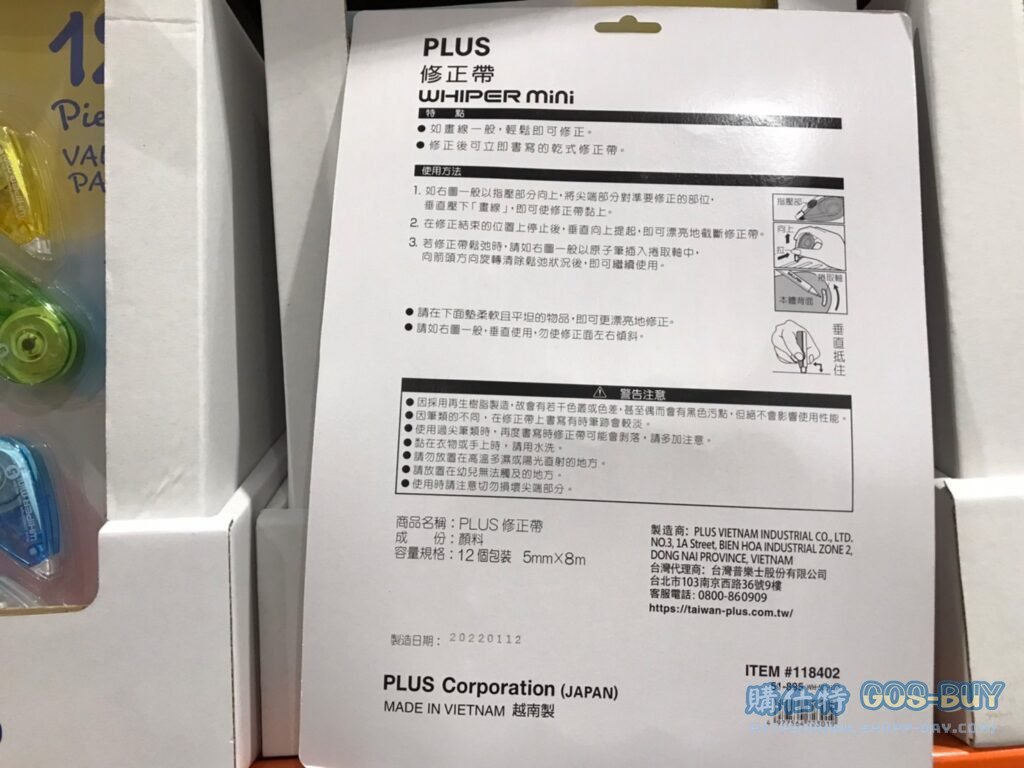 PLUS
修正帶
WHIPER mini
特 點
● 如畫線一般，輕鬆即可修正。
● 修正後可立即書寫的乾式修正帶。
使用方法
1. 如右圖一般以指壓部分向上，將尖端部分對準要修正的部位，
垂直壓下「畫線」，即可使修正帶黏上。
2. 在修正結束的位置上停止後，垂直向上提起，即可漂亮地截斷修正帶。
3. 若修正帶鬆弛時，請如右圖一般以原子筆插入捲取軸中，
向箭頭方向旋轉清除鬆弛狀況後，即可繼續使用。
指壓部
向上
拉
捲取軸
本體背面
● 請在下面墊柔軟且平坦的物品，即可更漂亮地修正。
● 請如右圖一般，垂直使用，勿使修正面左右傾斜。
垂直抵住
⚠ 警告注意
● 因採用再生樹脂製造，故會有若干色叢或色差，甚至偶而會有黑色污點，但絕不會影響使用性能。
● 因筆類的不同，在修正帶上書寫有時筆跡會較淡。
● 使用過尖筆類時，再度書寫時修正帶可能會剝落，請多加注意。
● 黏在衣物或手上時，請用水洗。
● 請勿放置在高溫多濕或陽光直射的地方。
● 請放置在幼兒無法觸及的地方。
● 使用時請注意切勿損壞尖端部分。
商品名稱：PLUS 修正帶
成 份：顏料
容量規格：12 個包裝 5mm×8m
製造商：PLUS VIETNAM INDUSTRIAL CO., LTD.
NO.3, 1A Street, BIEN HOA INDUSTRIAL ZONE 2,
DONG NAI PROVINCE, VIETNAM
台灣代理商：台灣普樂士股份有限公司
台北市103南京西路36號9樓
客服電話：0800-860909
https://taiwan-plus.com.tw/
製造日期：20220112
PLUS Corporation (JAPAN)
MADE IN VIETNAM 越南製
ITEM #118402
51-895
購仕特 GOS-BUY
12
Pie
VAL
PA